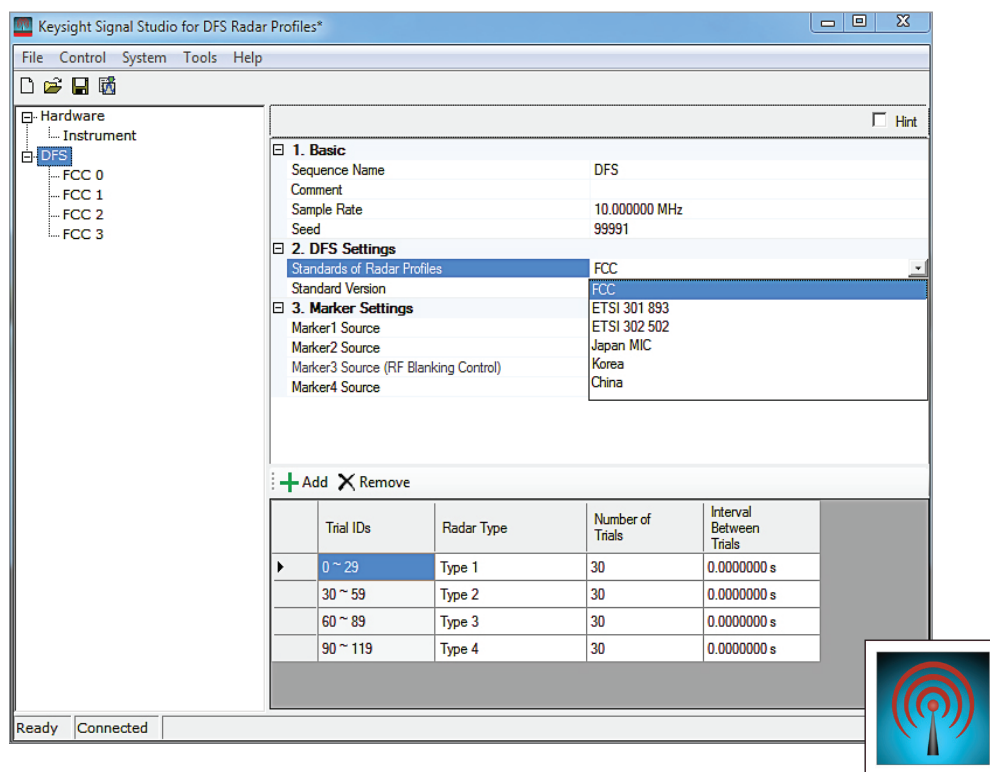 Keysight Signal Studio for DFS Radar Profiles*
File Control System Tools Help
Hardware
Instrument
DFS
FCC 0
FCC 1
FCC 2
FCC 3
Hint
1. Basic
Sequence Name DFS
Comment
Sample Rate 10.000000 MHz
Seed 99991
2. DFS Settings
Standards of Radar Profiles FCC
Standard Version
FCC
ETSI 301 893
ETSI 302 502
Japan MIC
Korea
China
3. Marker Settings
Marker1 Source
Marker2 Source
Marker3 Source (RF Blanking Control)
Marker4 Source
Add Remove
Trial IDs Radar Type Number of Trials Interval Between Trials
0 ~ 29 Type 1 30 0.0000000 s
30 ~ 59 Type 2 30 0.0000000 s
60 ~ 89 Type 3 30 0.0000000 s
90 ~ 119 Type 4 30 0.0000000 s
Ready Connected